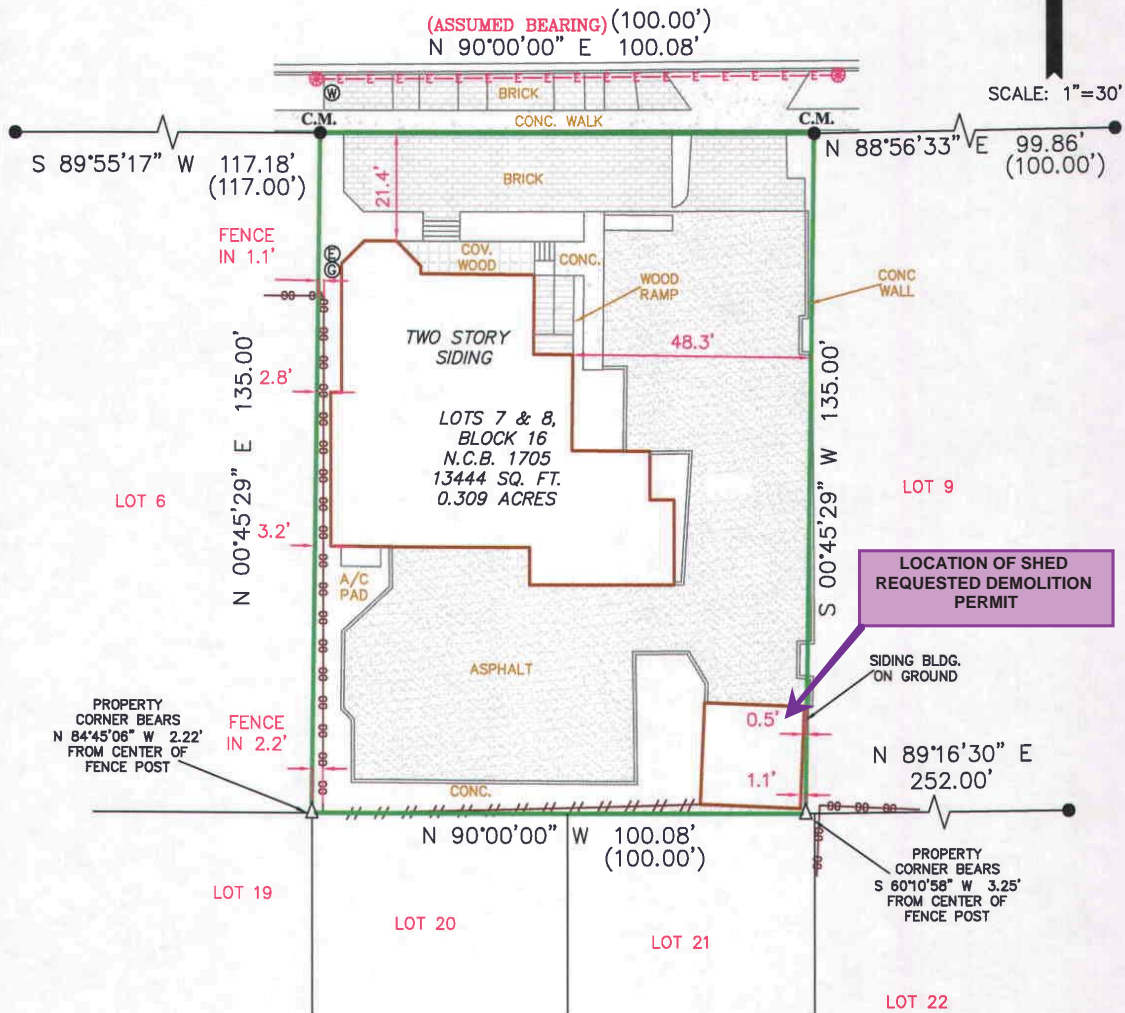 (ASSUMED BEARING) (100.00')
N 90°00'00" E 100.08'
SCALE: 1"=30'
E E E E E E E E E E E E
W
BRICK
C.M.
CONC. WALK
C.M.
S 89°55'17" W 117.18'
(117.00')
N 88°56'33" E 99.86'
(100.00')
21.4'
BRICK
FENCE
IN 1.1'
E
G
COV.
WOOD
CONC.
WOOD
RAMP
CONC
WALL
TWO STORY
SIDING
48.3'
2.8'
N 00°45'29" E 135.00'
S 00°45'29" W 135.00'
LOTS 7 & 8,
BLOCK 16
N.C.B. 1705
13444 SQ. FT.
0.309 ACRES
LOT 6
LOT 9
3.2'
A/C
PAD
LOCATION OF SHED
REQUESTED DEMOLITION
PERMIT
ASPHALT
SIDING BLDG.
ON GROUND
PROPERTY
CORNER BEARS
N 84°45'06" W 2.22'
FROM CENTER OF
FENCE POST
FENCE
IN 2.2'
0.5'
1.1'
N 89°16'30" E
252.00'
CONC.
N 90°00'00" W 100.08'
(100.00')
PROPERTY
CORNER BEARS
S 60°10'58" W 3.25'
FROM CENTER OF
FENCE POST
LOT 19
LOT 20
LOT 21
LOT 22